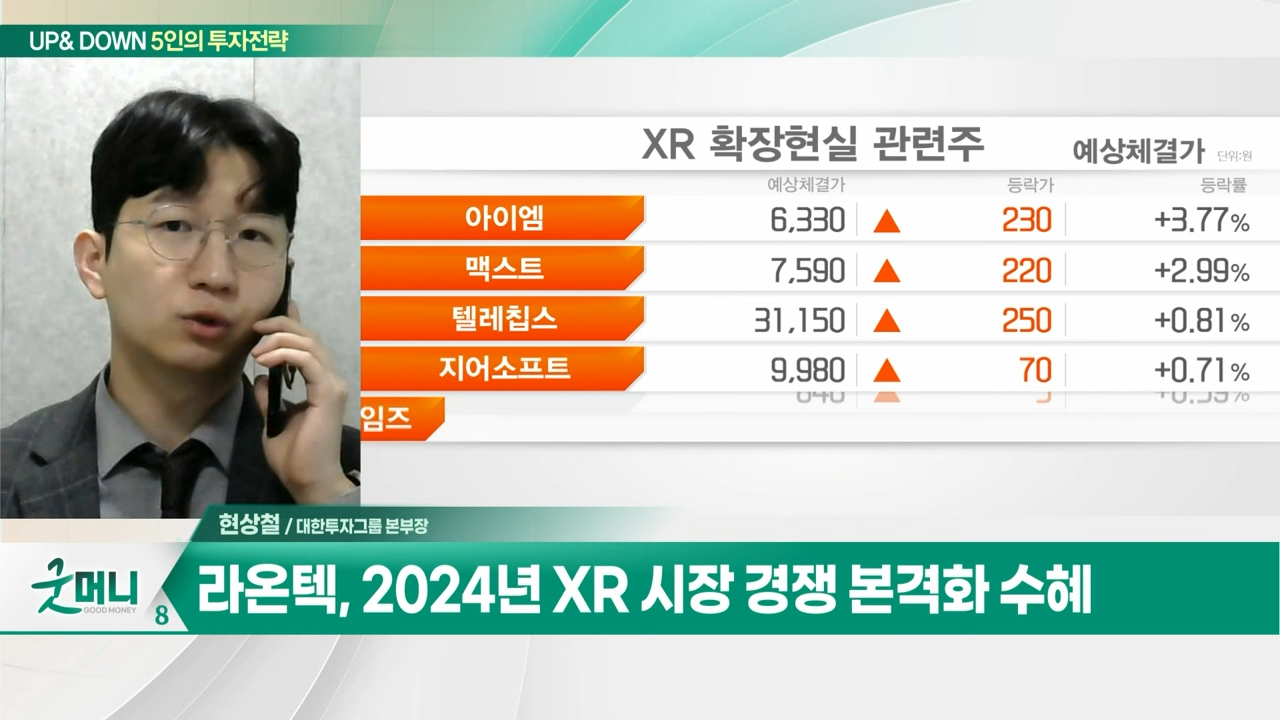 UP& DOWN 5인의 투자전략
XR 확장현실 관련주 예상체결가 단위:원
예상체결가 등락가 등락률
아이엠 6,330 ▲ 230 +3.77%
맥스트 7,590 ▲ 220 +2.99%
텔레칩스 31,150 ▲ 250 +0.81%
지어소프트 9,980 ▲ 70 +0.71%
임즈
현상철 / 대한투자그룹 본부장
굿머니
GOOD MONEY
8
라온텍, 2024년 XR 시장 경쟁 본격화 수혜